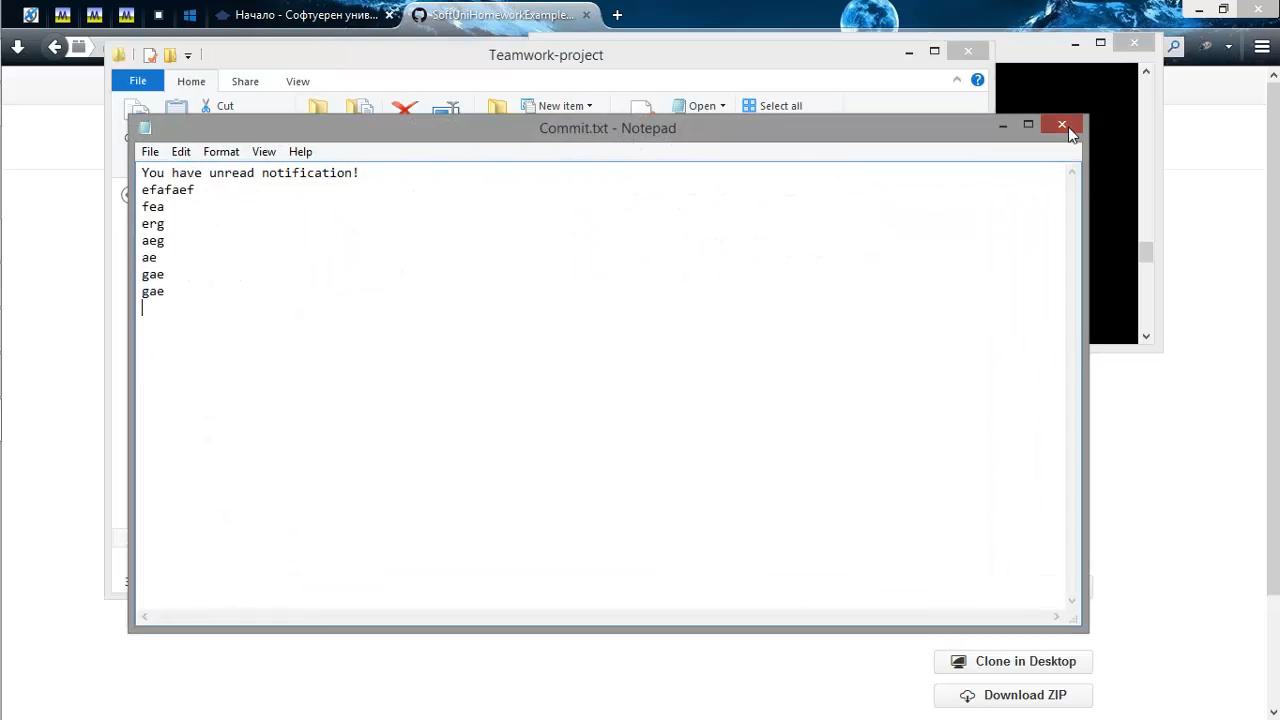 Начало - Софтуерен унив...
SoftUniHomeworkExample...
Teamwork-project
File Home Share View
Cut New item Open Select all
Commit.txt - Notepad
File Edit Format View Help
You have unread notification!
efafaef
fea
erg
aeg
ae
gae
gae
Clone in Desktop
Download ZIP